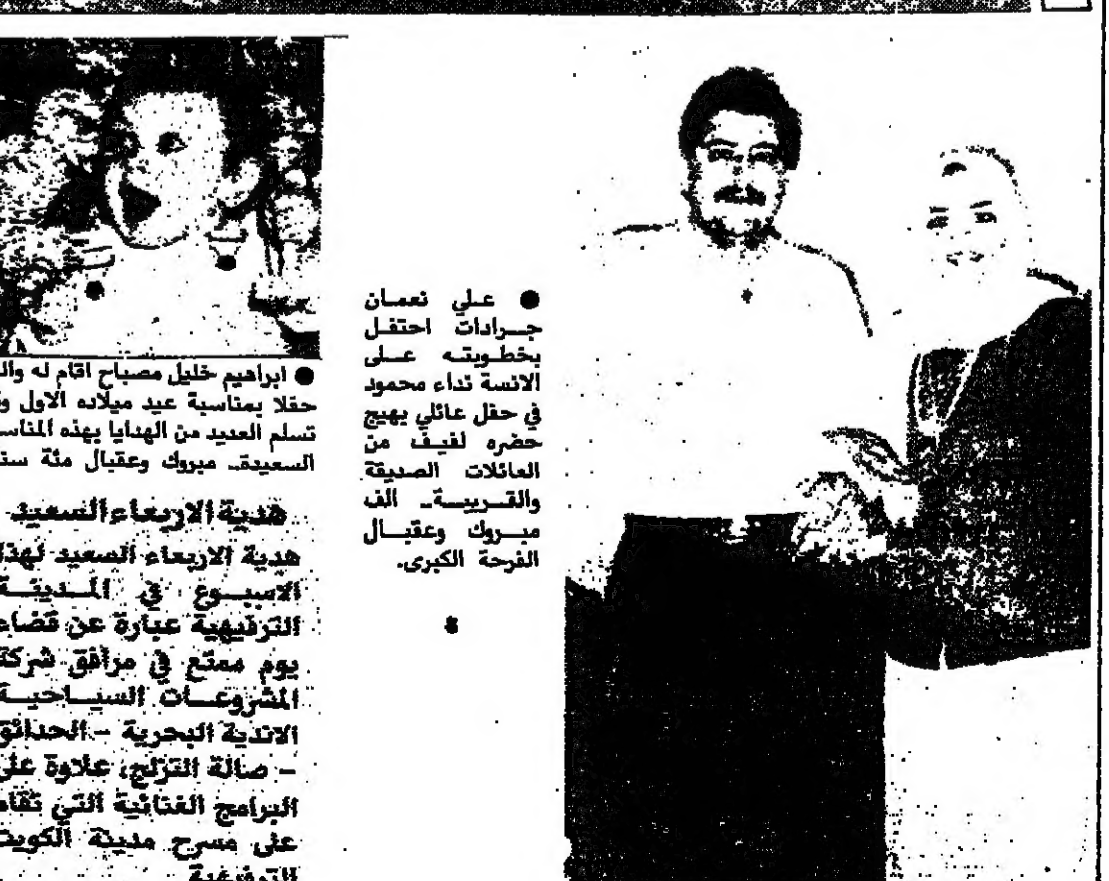 ● علي نعمان
جرادات احتفل
بخطوبته على
الانسة نداء محمود
في حفل عائلي بهيج
حضره لفيف من
العائلات الصديقة
والقريبة.. الف
مبروك وعقبال
الفرحة الكبرى.
● ابراهيم خليل مصباح اقام له
حفلا بمناسبة عيد ميلاده الاول
تسلم العديد من الهدايا بهذه
السعيدة.. مبروك وعقبال مئة
هدية الاربعاء السعيد
هدية الاربعاء السعيد لهذا
الاسبوع في المدينة
الترفيهية عبارة عن قضاء
يوم ممتع في مرافق شركة
المشروعات السياحية
الاندية البحرية - الحدائق
- صالة التزلج، علاوة على
البرامج الغنائية التي تقام
على مسرح مدينة الكويت
الترفيهية